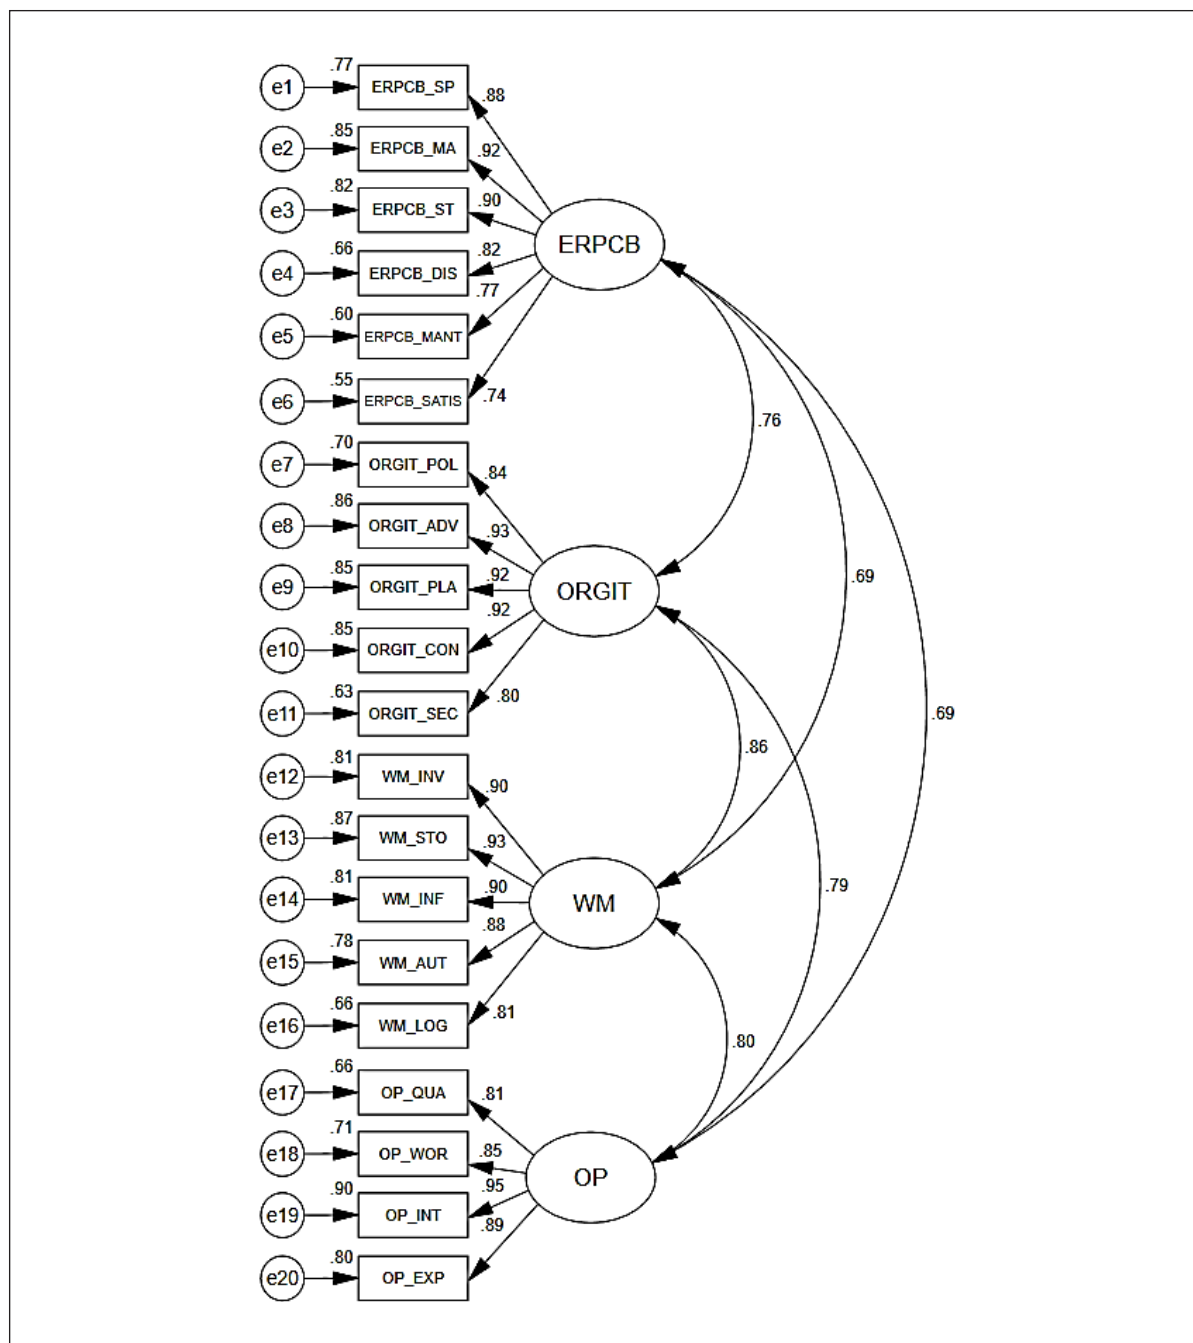 .77
e1 ERPCB_SP .88
.85
e2 ERPCB_MA .92
.82
e3 ERPCB_ST .90
ERPCB
.66
e4 ERPCB_DIS .82
.77
.60
e5 ERPCB_MANT
.55
e6 ERPCB_SATIS .74
.76
.70
e7 ORGIT_POL .84
.86
e8 ORGIT_ADV .93
.69
.85
e9 ORGIT_PLA .92
ORGIT
.92
.85
e10 ORGIT_CON
.63
e11 ORGIT_SEC .80
.69
.86
.81
e12 WM_INV .90
.87
e13 WM_STO .93
.79
.81
e14 WM_INF .90
WM
.88
.78
e15 WM_AUT
.66
e16 WM_LOG .81
.80
.66
e17 OP_QUA .81
.71
e18 OP_WOR .85
OP
.90
.95
e19 OP_INT
.89
.80
e20 OP_EXP